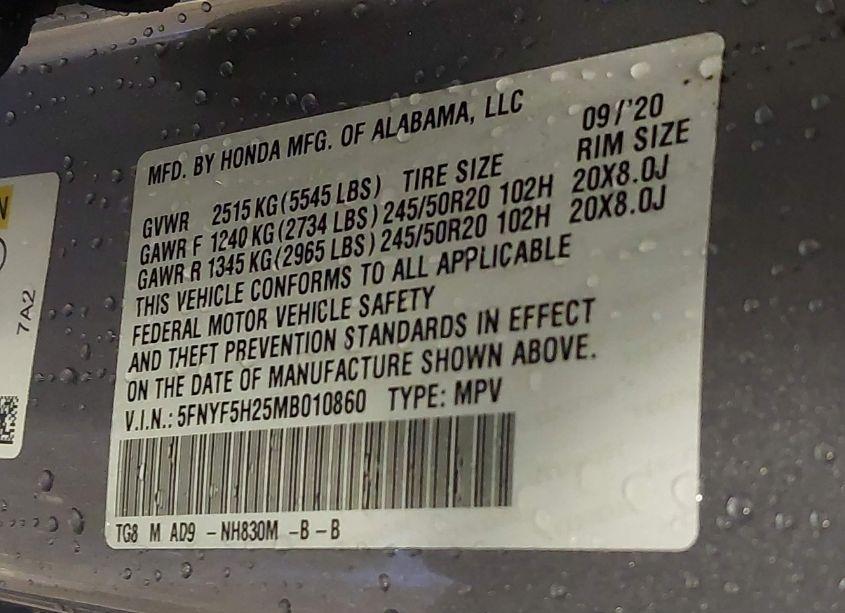 MFD. BY HONDA MFG. OF ALABAMA, LLC 09/'20
GVWR 2515 KG (5545 LBS) TIRE SIZE RIM SIZE
GAWR F 1240 KG (2734 LBS) 245/50R20 102H 20X8.0J
GAWR R 1345 KG (2965 LBS) 245/50R20 102H 20X8.0J
THIS VEHICLE CONFORMS TO ALL APPLICABLE
FEDERAL MOTOR VEHICLE SAFETY
AND THEFT PREVENTION STANDARDS IN EFFECT
ON THE DATE OF MANUFACTURE SHOWN ABOVE.
V.I.N.: 5FNYF5H25MB010860 TYPE: MPV
TG8 M AD9 - NH830M - B - B
7A2